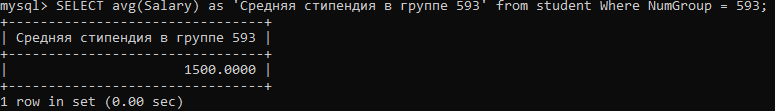 mysql> SELECT avg(Salary) as 'Средняя стипендия в группе 593' from student Where NumGroup = 593;
+--------------------------------+
| Средняя стипендия в группе 593 |
+--------------------------------+
|                      1500.0000 |
+--------------------------------+
1 row in set (0.00 sec)